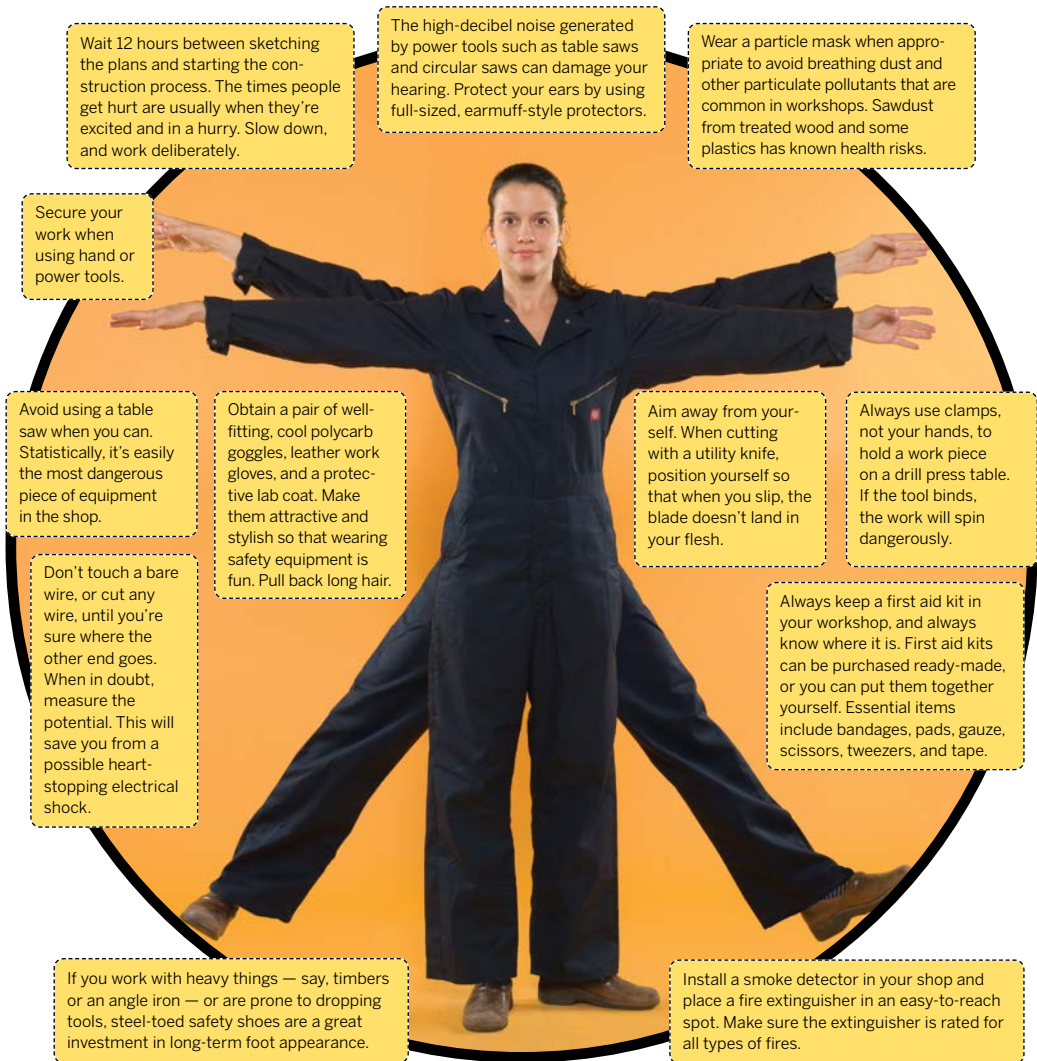 Wait 12 hours between sketching
the plans and starting the con-
struction process. The times people
get hurt are usually when they're
excited and in a hurry. Slow down,
and work deliberately.
The high-decibel noise generated
by power tools such as table saws
and circular saws can damage your
hearing. Protect your ears by using
full-sized, earmuff-style protectors.
Wear a particle mask when appro-
priate to avoid breathing dust and
other particulate pollutants that are
common in workshops. Sawdust
from treated wood and some
plastics has known health risks.
Secure your
work when
using hand or
power tools.
Avoid using a table
saw when you can.
Statistically, it's easily
the most dangerous
piece of equipment
in the shop.
Obtain a pair of well-
fitting, cool polycarb
goggles, leather work
gloves, and a protec-
tive lab coat. Make
them attractive and
stylish so that wearing
safety equipment is
fun. Pull back long hair.
Aim away from your-
self. When cutting
with a utility knife,
position yourself so
that when you slip, the
blade doesn't land in
your flesh.
Always use clamps,
not your hands, to
hold a work piece
on a drill press table.
If the tool binds,
the work will spin
dangerously.
Don't touch a bare
wire, or cut any
wire, until you're
sure where the
other end goes.
When in doubt,
measure the
potential. This will
save you from a
possible heart-
stopping electrical
shock.
Always keep a first aid kit in
your workshop, and always
know where it is. First aid kits
can be purchased ready-made,
or you can put them together
yourself. Essential items
include bandages, pads, gauze,
scissors, tweezers, and tape.
If you work with heavy things — say, timbers
or an angle iron — or are prone to dropping
tools, steel-toed safety shoes are a great
investment in long-term foot appearance.
Install a smoke detector in your shop and
place a fire extinguisher in an easy-to-reach
spot. Make sure the extinguisher is rated for
all types of fires.